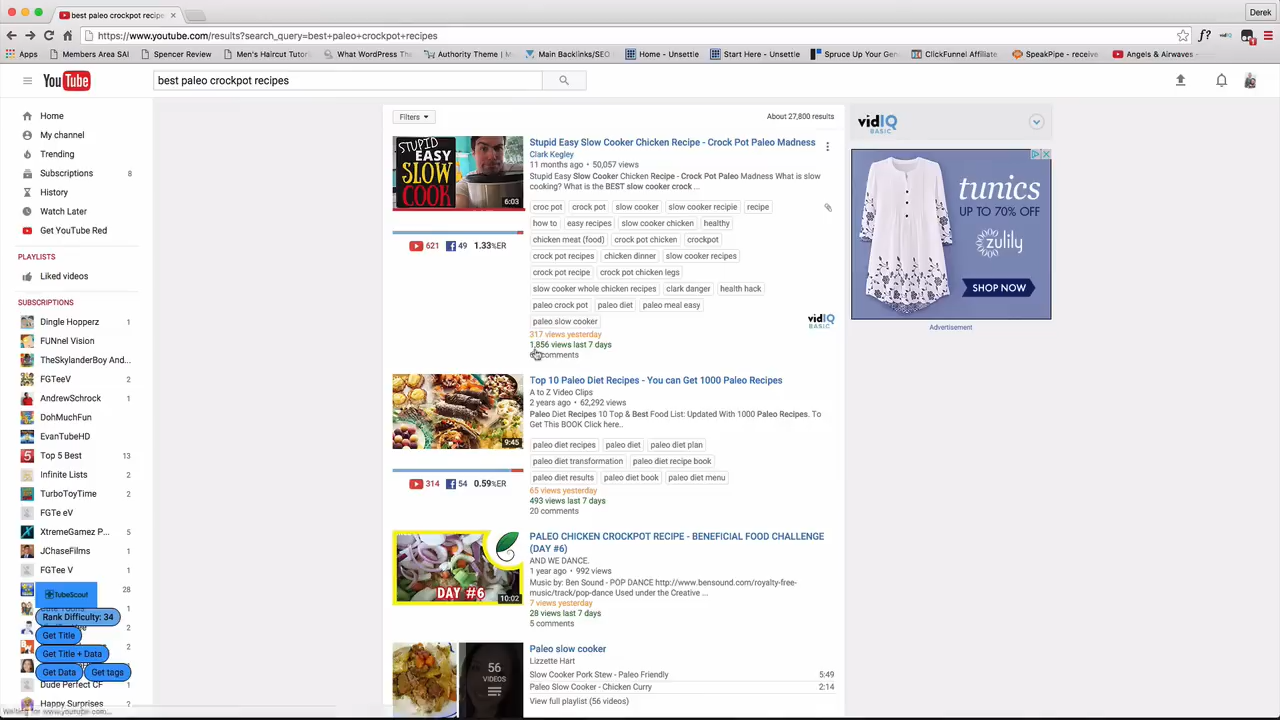 best paleo crockpot recipe
Derek
https://www.youtube.com/results?search_query=best+paleo+crockpot+recipes
Apps
Members Area SAI
Spencer Review
Men's Haircut Tutori
What WordPress Th
Authority Theme | M
Main Backlinks/SEO
Home - Unsettle
Start Here - Unsettle
Spruce Up Your Gen
ClickFunnel Affiliate
SpeakPipe - receive
Angels & Airwaves -
YouTube
best paleo crockpot recipes
Home
My channel
Trending
Subscriptions 8
History
Watch Later
Get YouTube Red
PLAYLISTS
Liked videos
SUBSCRIPTIONS
Dingle Hopperz 1
FUNnel Vision
TheSkylanderBoy And...
FGTeeV 2
AndrewSchrock 1
DohMuchFun
EvanTubeHD
Top 5 Best 13
Infinite Lists 2
TurboToyTime 2
FGTe eV
XtremeGamez P... 2
JChaseFilms 1
FGTee V 1
TubeScout 28
Rank Difficulty: 34
Get Title
Get Title + Data
Get Data
Get tags
Dude Perfect CF 1
Happy Surprises
Waiting for www.youtube.com...
Filters
About 27,800 results
STUPID EASY SLOW COOK
6:03
621 49 1.33%ER
Stupid Easy Slow Cooker Chicken Recipe - Crock Pot Paleo Madness
Clark Kegley
11 months ago • 50,057 views
Stupid Easy Slow Cooker Chicken Recipe - Crock Pot Paleo Madness What is slow
cooking? What is the BEST slow cooker crock ...
croc pot crock pot slow cooker slow cooker recipie recipe
how to easy recipes slow cooker chicken healthy
chicken meat (food) crock pot chicken crockpot
crock pot recipes chicken dinner slow cooker recipes
crock pot recipe crock pot chicken legs
slow cooker whole chicken recipes clark danger health hack
paleo crock pot paleo diet paleo meal easy
paleo slow cooker
317 views yesterday
1,856 views last 7 days
comments
vidIQ
BASIC
9:45
314 54 0.59%ER
Top 10 Paleo Diet Recipes - You can Get 1000 Paleo Recipes
A to Z Video Clips
2 years ago • 62,292 views
Paleo Diet Recipes 10 Top & Best Food List: Updated With 1000 Paleo Recipes. To
Get This BOOK Click here..
paleo diet recipes paleo diet paleo diet plan
paleo diet transformation paleo diet recipe book
paleo diet results paleo diet book paleo diet menu
65 views yesterday
493 views last 7 days
20 comments
DAY #6
10:02
PALEO CHICKEN CROCKPOT RECIPE - BENEFICIAL FOOD CHALLENGE
(DAY #6)
AND WE DANCE.
1 year ago • 992 views
Music by: Ben Sound - POP DANCE http://www.bensound.com/royalty-free-
music/track/pop-dance Used under the Creative ...
7 views yesterday
28 views last 7 days
5 comments
56
VIDEOS
Paleo slow cooker
Lizzette Hart
Slow Cooker Pork Stew - Paleo Friendly 5:49
Paleo Slow Cooker - Chicken Curry 2:14
View full playlist (56 videos)
vidIQ BASIC
tunics
UP TO 70% OFF
zulily
SHOP NOW
Advertisement